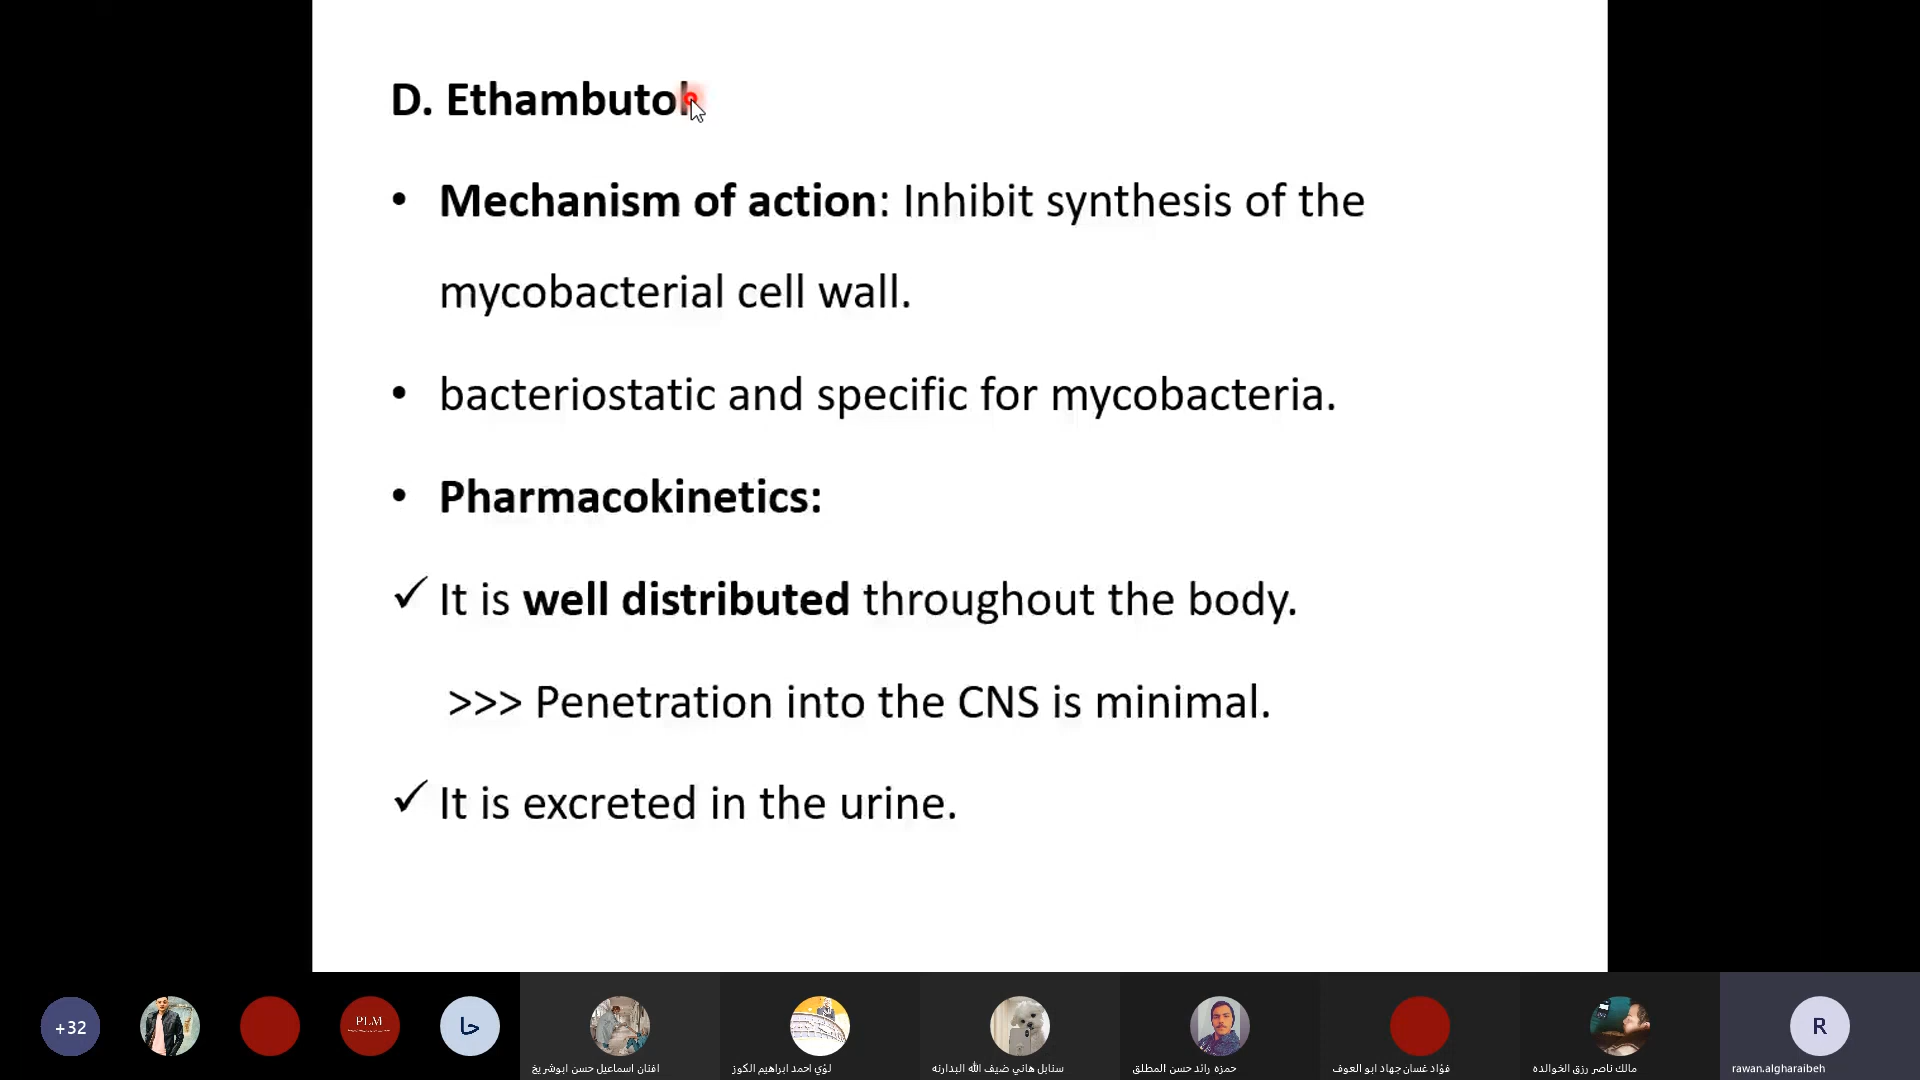 D. Ethambutol
• Mechanism of action: Inhibit synthesis of the
mycobacterial cell wall.
• bacteriostatic and specific for mycobacteria.
• Pharmacokinetics:
✓ It is well distributed throughout the body.
>>> Penetration into the CNS is minimal.
✓ It is excreted in the urine.
+32
PLM
حا
R
افنان اسماعيل حسن ابوشريخ
لؤي احمد ابراهيم الكوز
سنابل هاني ضيف الله البدارنه
حمزه رائد حسن المطلق
فؤاد غسان جهاد ابو العوف
مالك ناصر رزق الخوالده
rawan.algharaibeh